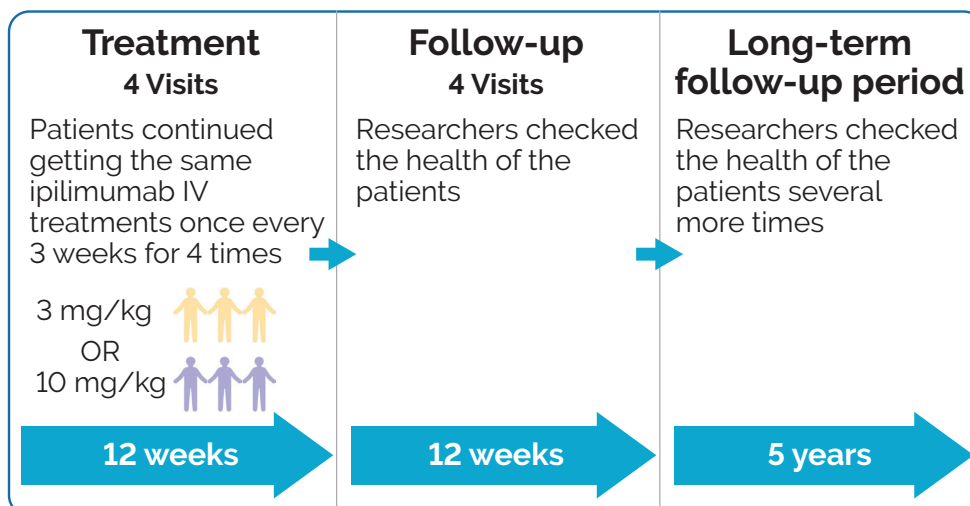 Treatment
4 Visits
Patients continued
getting the same
ipilimumab IV
treatments once every
3 weeks for 4 times
3 mg/kg
OR
10 mg/kg
12 weeks
Follow-up
4 Visits
Researchers checked
the health of the
patients
12 weeks
Long-term
follow-up period
Researchers checked
the health of the
patients several
more times
5 years